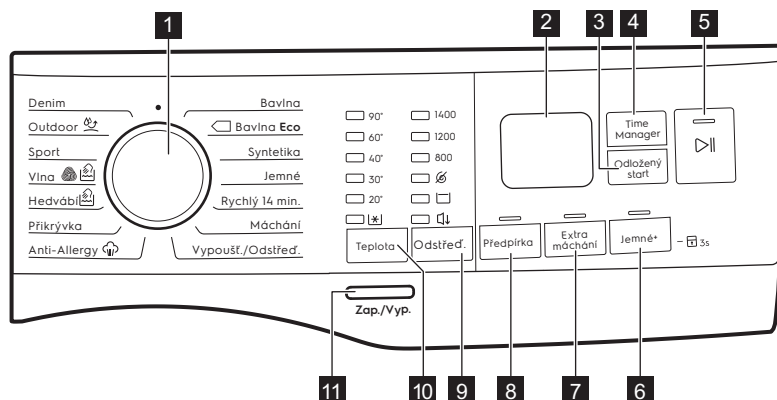 1
2
3
4
5
Denim
Outdoor
Sport
Vlna
Hedvábí
Přikrývka
Anti-Allergy
Bavlna
Bavlna Eco
Syntetika
Jemné
Rychlý 14 min.
Máchání
Vypoušť./Odstřeď.
90°
60°
40°
30°
20°
1400
1200
800
Teplota
Odstřeď.
Time
Manager
Odložený
start
Předpírka
Extra
máchání
Jemné+
3s
Zap./Vyp.
11
10
9
8
7
6